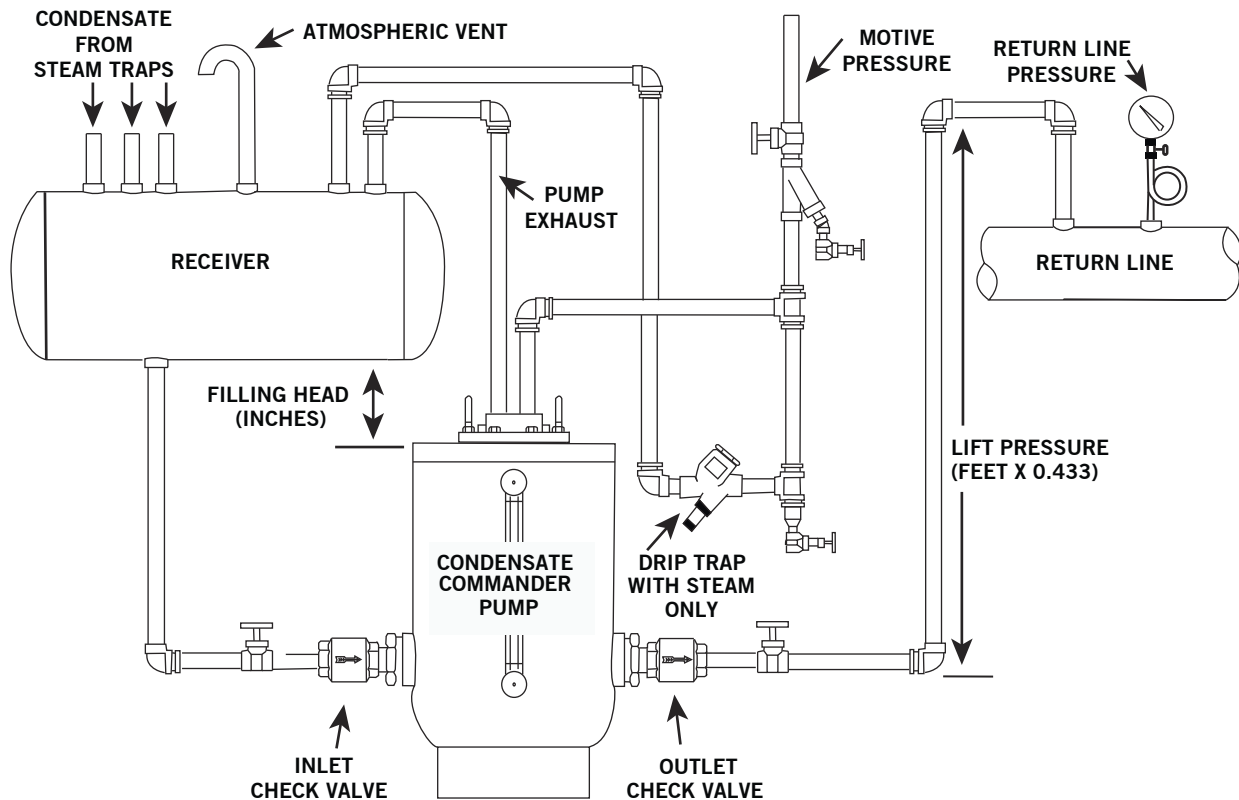 CONDENSATE
FROM
STEAM TRAPS
ATMOSPHERIC VENT
MOTIVE
PRESSURE
RETURN LINE
PRESSURE
PUMP
EXHAUST
RECEIVER
RETURN LINE
FILLING HEAD
(INCHES)
LIFT PRESSURE
(FEET X 0.433)
CONDENSATE
COMMANDER
PUMP
DRIP TRAP
WITH STEAM
ONLY
INLET
CHECK VALVE
OUTLET
CHECK VALVE